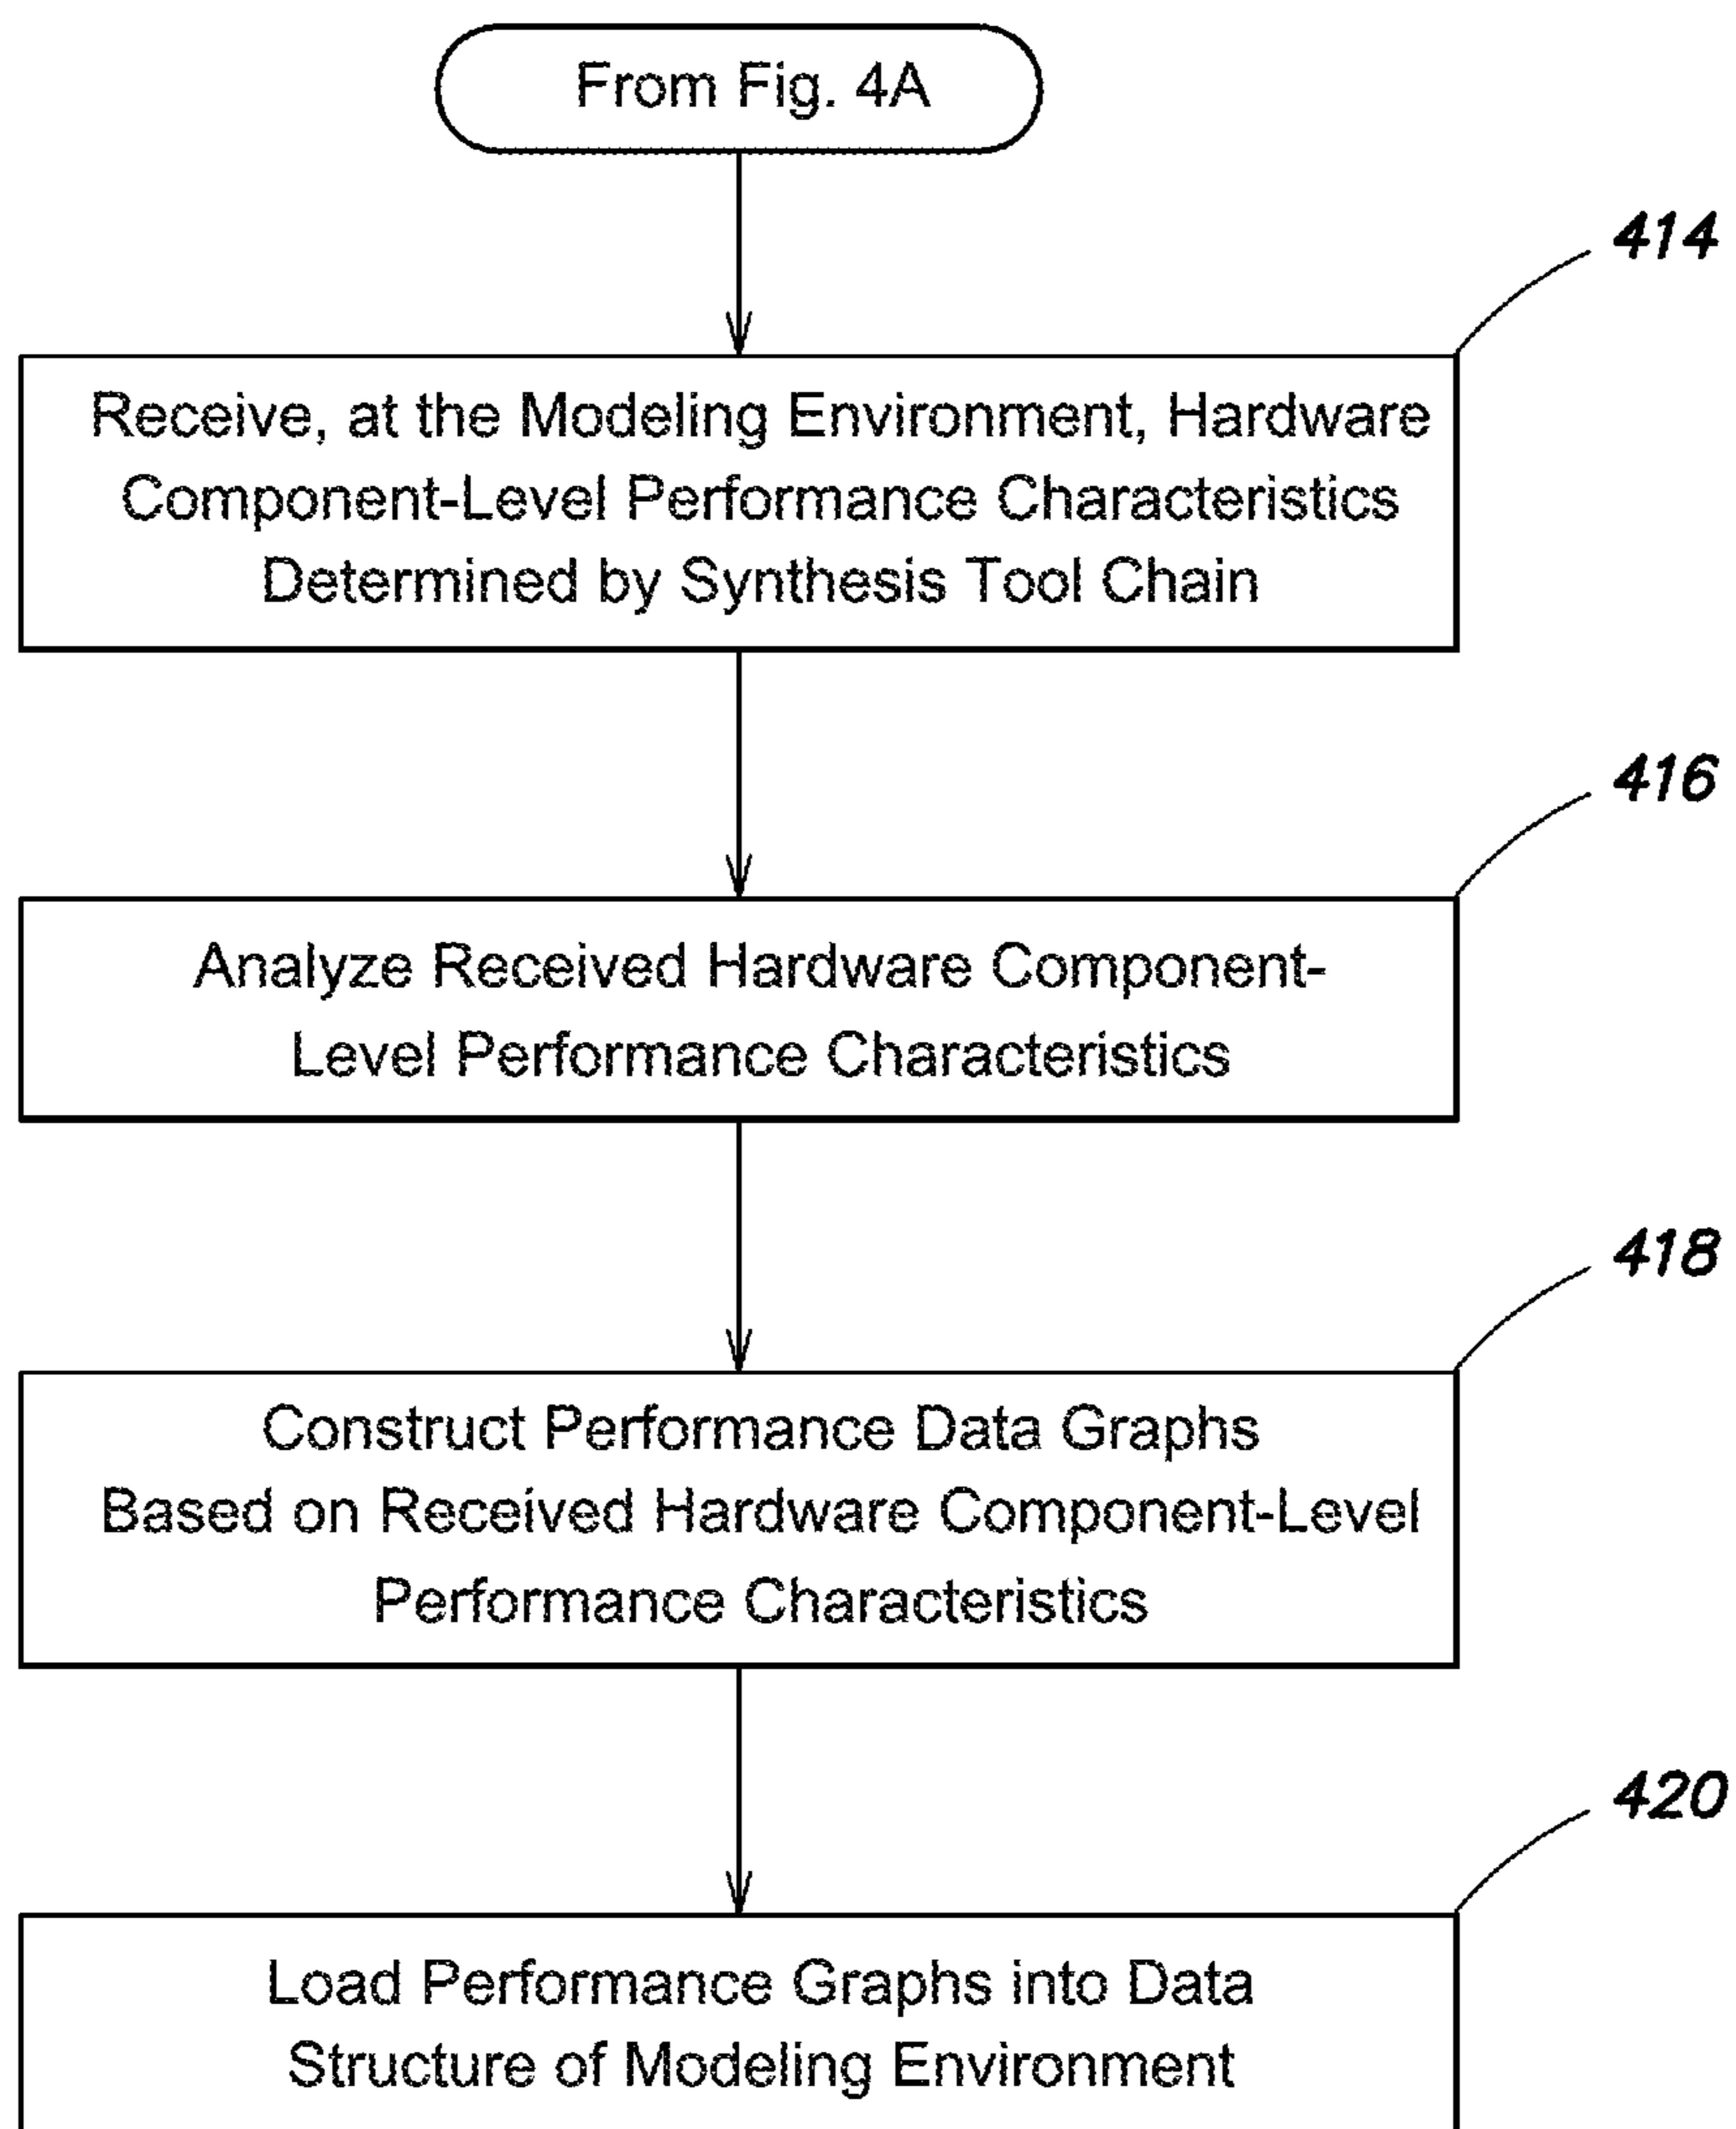 From Fig. 4A
414
Receive, at the Modeling Environment, Hardware
Component-Level Performance Characteristics
Determined by Synthesis Tool Chain
416
Analyze Received Hardware Component-
Level Performance Characteristics
418
Construct Performance Data Graphs
Based on Received Hardware Component-Level
Performance Characteristics
420
Load Performance Graphs into Data
Structure of Modeling Environment